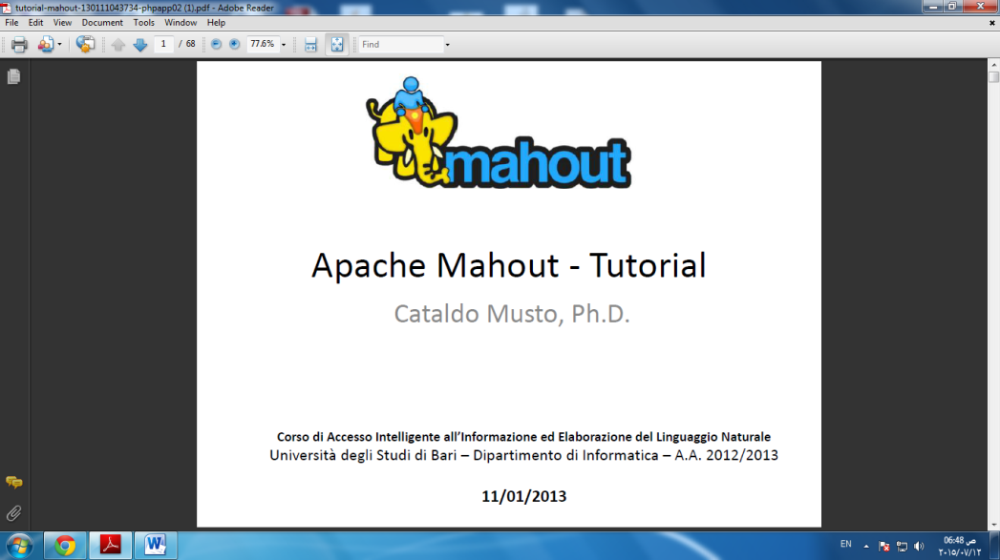 tutorial-mahout-130111043734-phpapp02 (1).pdf - Adobe Reader
File Edit View Document Tools Window Help
1 / 68 77.6% Find
mahout
Apache Mahout - Tutorial
Cataldo Musto, Ph.D.
Corso di Accesso Intelligente all'Informazione ed Elaborazione del Linguaggio Naturale
Università degli Studi di Bari – Dipartimento di Informatica – A.A. 2012/2013
11/01/2013
EN
06:48 ص
٢٠١٥/٠٧/١٢